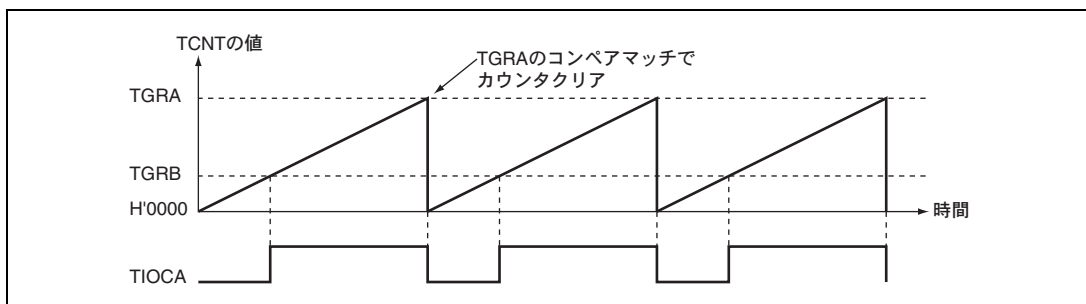 TCNTの値
TGRAのコンペアマッチで
カウンタクリア
TGRA
TGRB
H'0000
時間
TIOCA